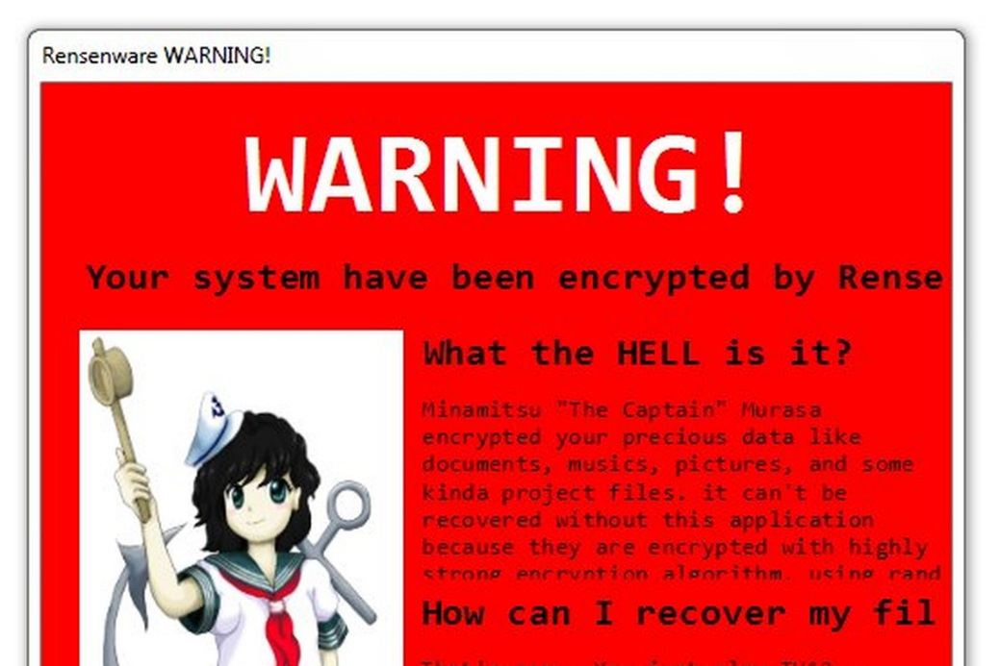 Rensenware WARNING!
WARNING!
Your system have been encrypted by Rense
What the HELL is it?
Minamitsu "The Captain" Murasa
encrypted your precious data like
documents, musics, pictures, and some
kinda project files. it can't be
recovered without this application
because they are encrypted with highly
strong encryption algorithm, using rand
How can I recover my fil